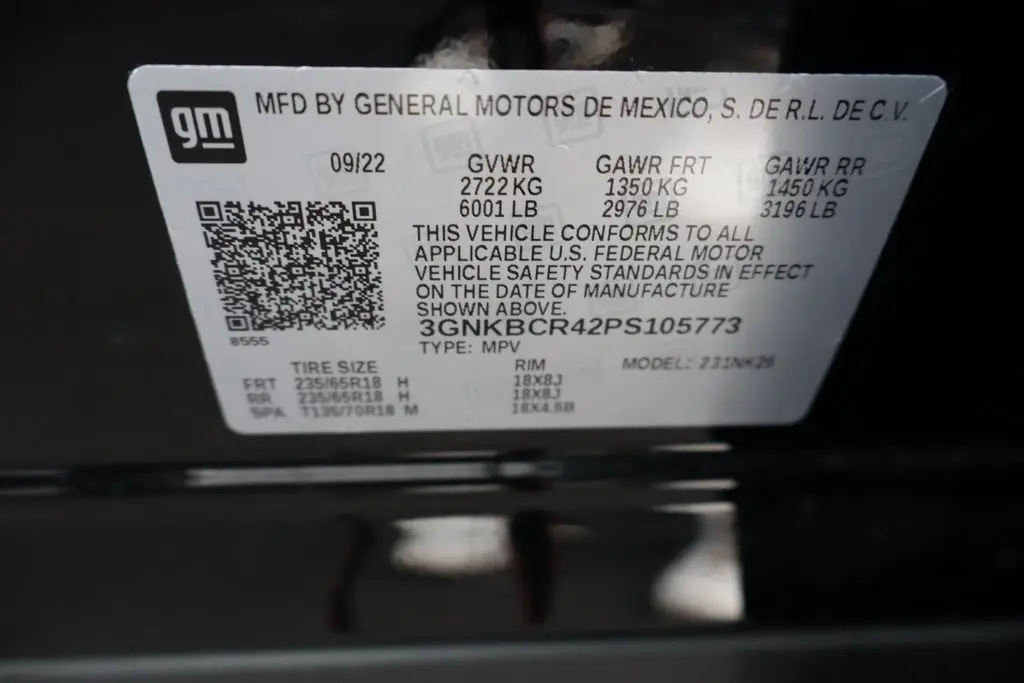 gm MFD BY GENERAL MOTORS DE MEXICO, S. DE R.L. DE C.V.
09/22 GVWR GAWR FRT GAWR RR
2722 KG 1350 KG 1450 KG
6001 LB 2976 LB 3196 LB
THIS VEHICLE CONFORMS TO ALL
APPLICABLE U.S. FEDERAL MOTOR
VEHICLE SAFETY STANDARDS IN EFFECT
ON THE DATE OF MANUFACTURE
SHOWN ABOVE.
3GNKBCR42PS105773
8555
TYPE: MPV
TIRE SIZE RIM MODEL: 231NK26
FRT 235/65R18 H 18X8J
RR 235/65R18 H 18X8J
SPA T135/70R18 M 18X4.5B